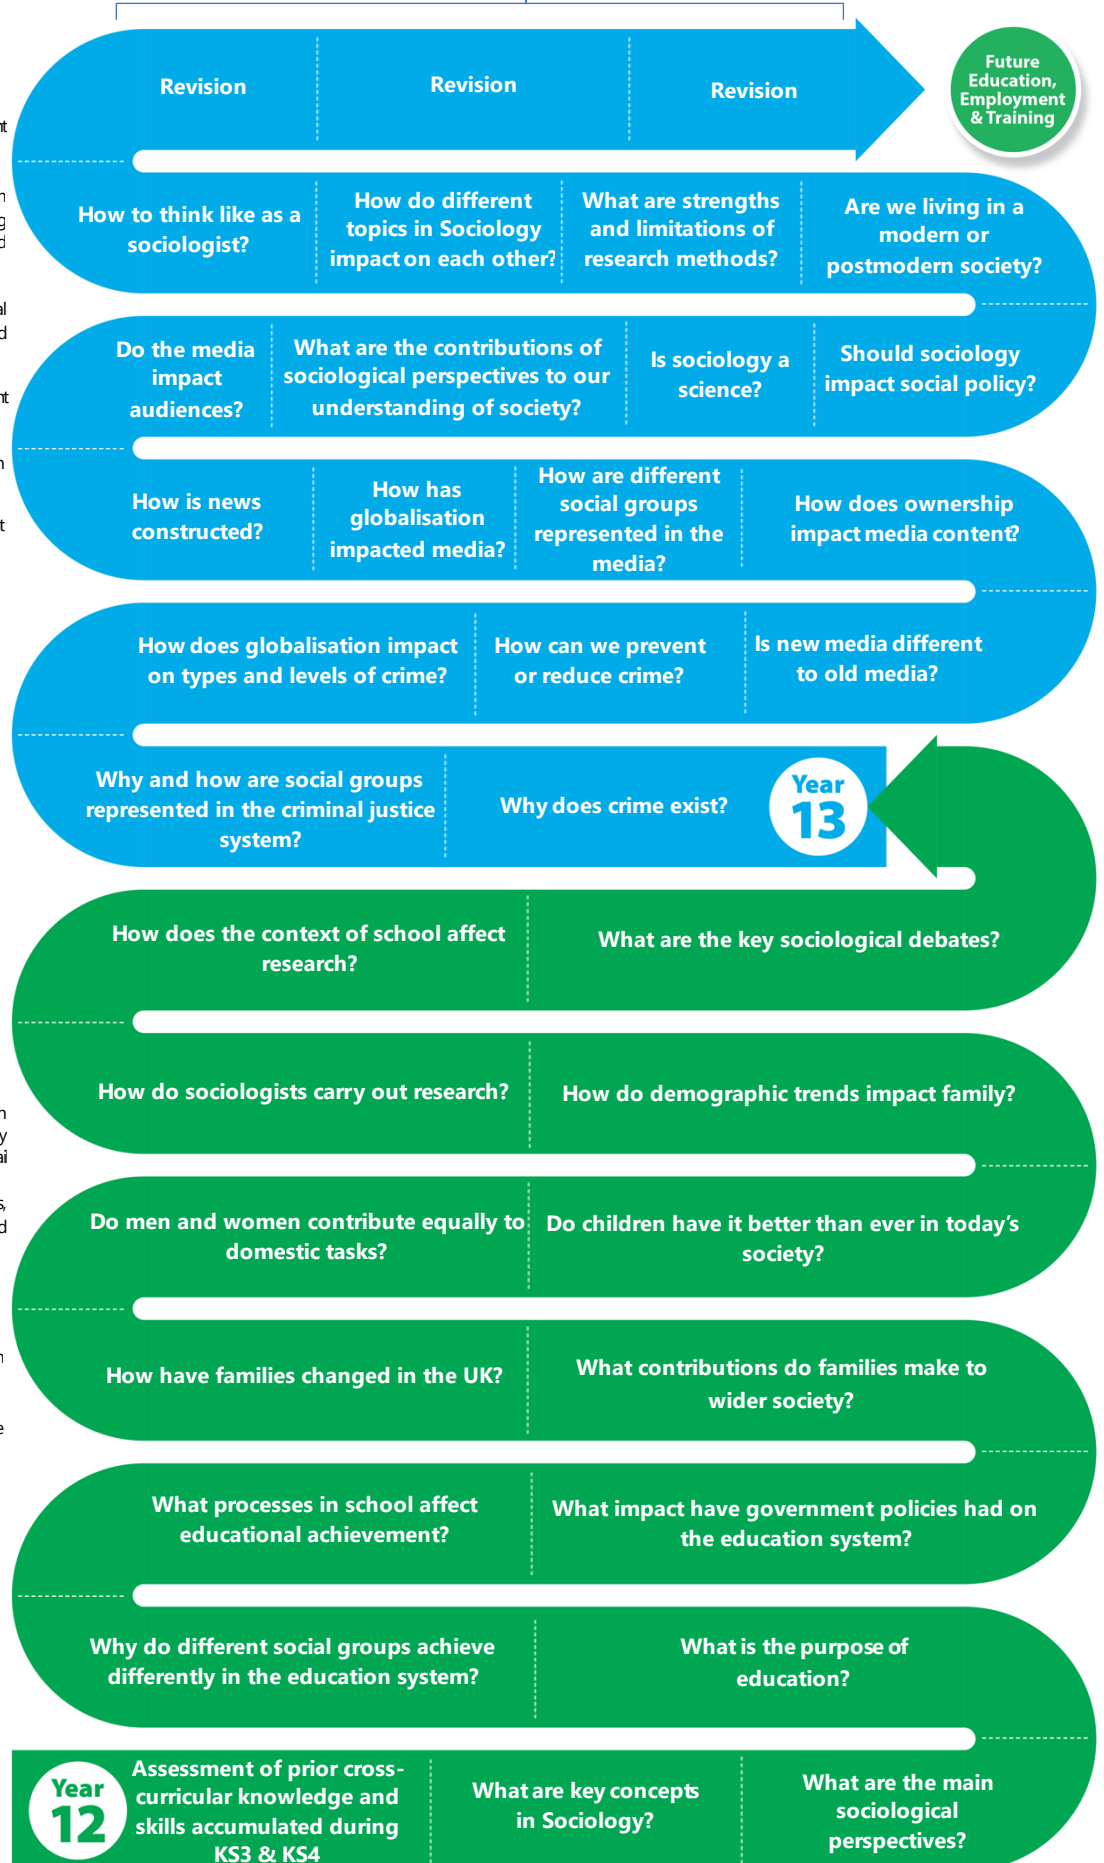 Revision
Revision
Revision
Future
Education,
Employment
& Training
How to think like as a
sociologist?
How do different
topics in Sociology
impact on each other?
What are strengths
and limitations of
research methods?
Are we living in a
modern or
postmodern society?
Do the media
impact
audiences?
What are the contributions of
sociological perspectives to our
understanding of society?
Is sociology a
science?
Should sociology
impact social policy?
How is news
constructed?
How has
globalisation
impacted media?
How are different
social groups
represented in the
media?
How does ownership
impact media content?
How does globalisation impact
on types and levels of crime?
How can we prevent
or reduce crime?
Is new media different
to old media?
Why and how are social groups
represented in the criminal justice
system?
Why does crime exist?
Year
13
How does the context of school affect
research?
What are the key sociological debates?
How do sociologists carry out research?
How do demographic trends impact family?
Do men and women contribute equally to
domestic tasks?
Do children have it better than ever in today's
society?
How have families changed in the UK?
What contributions do families make to
wider society?
What processes in school affect
educational achievement?
What impact have government policies had on
the education system?
Why do different social groups achieve
differently in the education system?
What is the purpose of
education?
Year
12
Assessment of prior cross-
curricular knowledge and
skills accumulated during
KS3 & KS4
What are key concepts
in Sociology?
What are the main
sociological
perspectives?